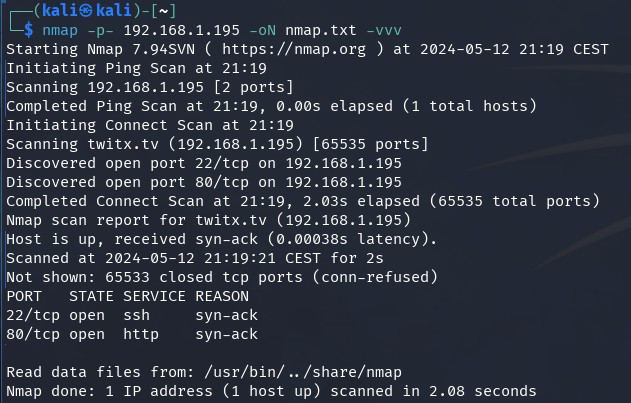 ┌──(kali㉿kali)-[~]
└─$ nmap -p- 192.168.1.195 -oN nmap.txt -vvv
Starting Nmap 7.94SVN ( https://nmap.org ) at 2024-05-12 21:19 CEST
Initiating Ping Scan at 21:19
Scanning 192.168.1.195 [2 ports]
Completed Ping Scan at 21:19, 0.00s elapsed (1 total hosts)
Initiating Connect Scan at 21:19
Scanning twitx.tv (192.168.1.195) [65535 ports]
Discovered open port 22/tcp on 192.168.1.195
Discovered open port 80/tcp on 192.168.1.195
Completed Connect Scan at 21:19, 2.03s elapsed (65535 total ports)
Nmap scan report for twitx.tv (192.168.1.195)
Host is up, received syn-ack (0.00038s latency).
Scanned at 2024-05-12 21:19:21 CEST for 2s
Not shown: 65533 closed tcp ports (conn-refused)
PORT   STATE SERVICE REASON
22/tcp open  ssh     syn-ack
80/tcp open  http    syn-ack
Read data files from: /usr/bin/../share/nmap
Nmap done: 1 IP address (1 host up) scanned in 2.08 seconds